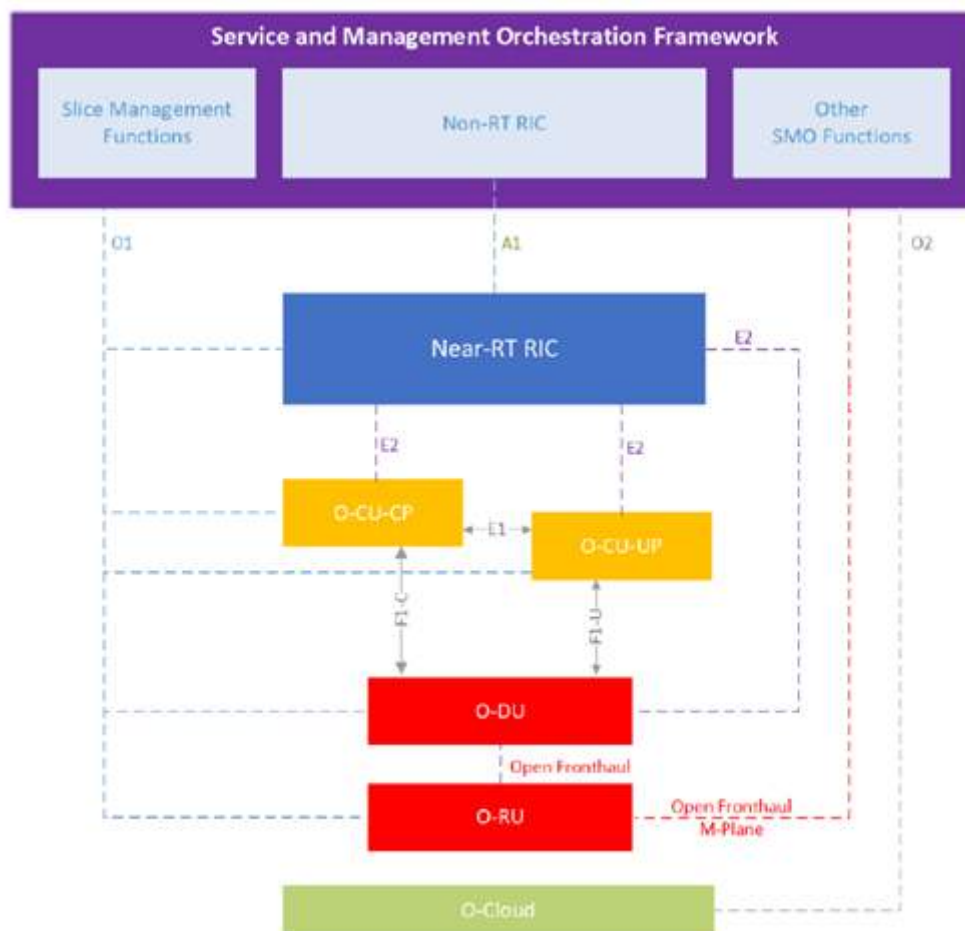 Service and Management Orchestration Framework
Slice Management
Functions
Non-RT RIC
Other
SMO Functions
O1
A1
O2
Near-RT RIC
E2
E2
E2
O-CU-CP
E1
O-CU-UP
F1-C
F1-U
O-DU
Open Fronthaul
O-RU
Open Fronthaul
M-Plane
O-Cloud